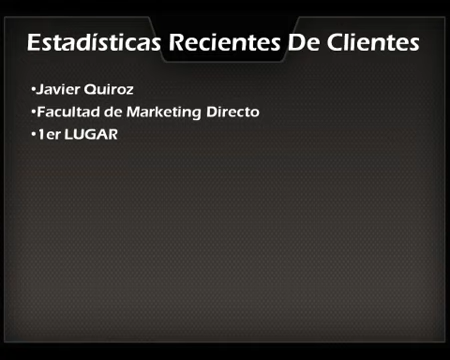 Estadísticas Recientes De Clientes
•Javier Quiroz
•Facultad de Marketing Directo
•1er LUGAR